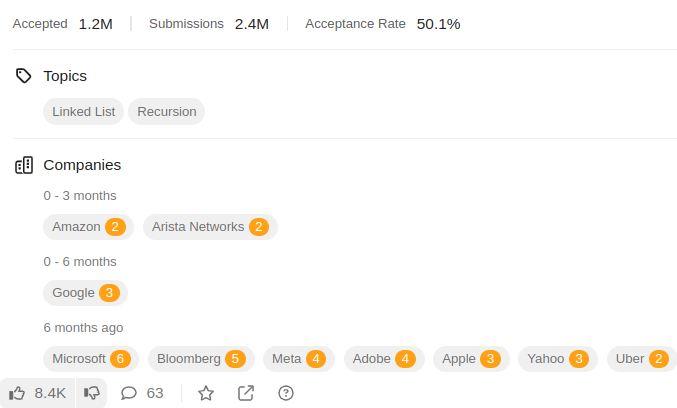 Accepted 1.2M Submissions 2.4M Acceptance Rate 50.1%
Topics
Linked List Recursion
Companies
0 - 3 months
Amazon 2 Arista Networks 2
0 - 6 months
Google 3
6 months ago
Microsoft 6 Bloomberg 5 Meta 4 Adobe 4 Apple 3 Yahoo 3 Uber 2
8.4K 63